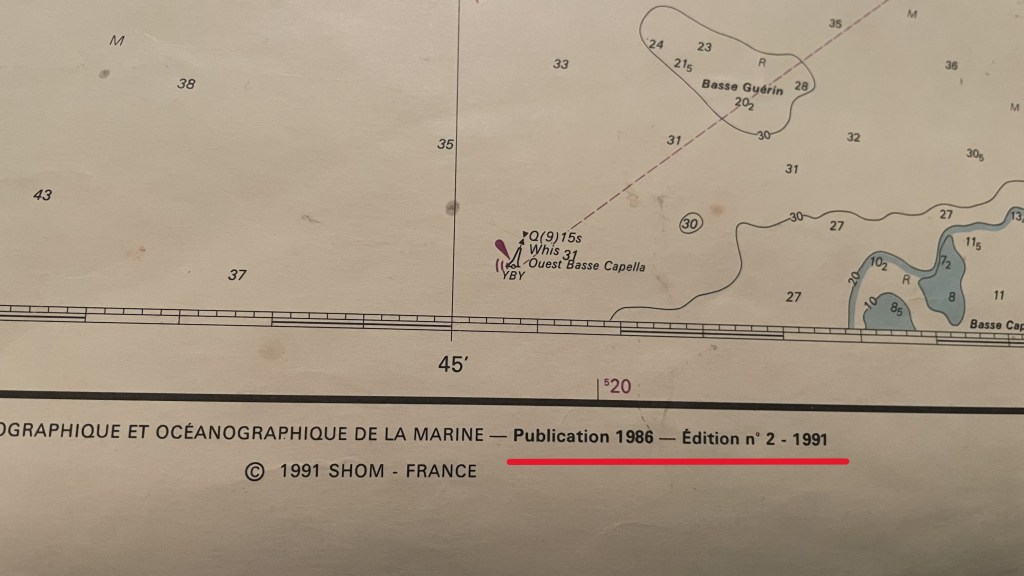 M
35
M
24
23
33
21₅
R
36
38
Basse Guérin
28
20₂
M
30
31
32
35
30₅
31
43
30
27
13
30
27
Q(9)15s
11₅
Whis
31
Ouest Basse Capella
YBY
10₂
7₂
37
20
R
27
10
8₅
8
11
Basse Cap
45'
⁵20
OGRAPHIQUE ET OCÉANOGRAPHIQUE DE LA MARINE — Publication 1986 — Édition n° 2 - 1991
© 1991 SHOM - FRANCE